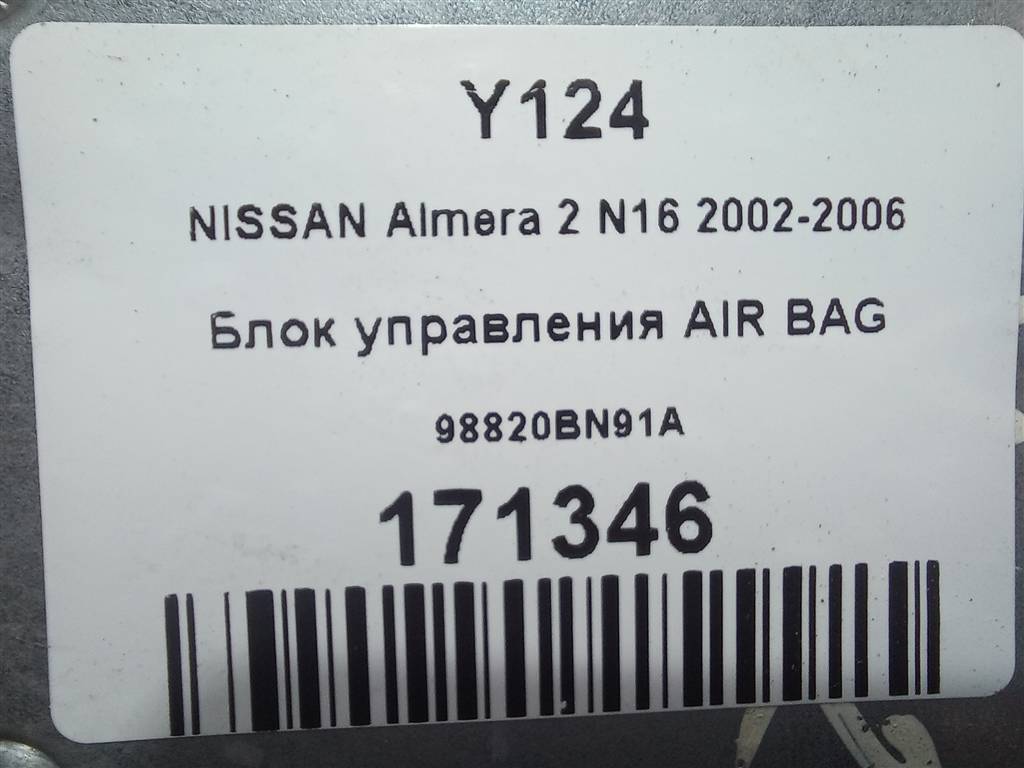 Y124
NISSAN Almera 2 N16 2002-2006
Блок управления AIR BAG
98820BN91A
171346